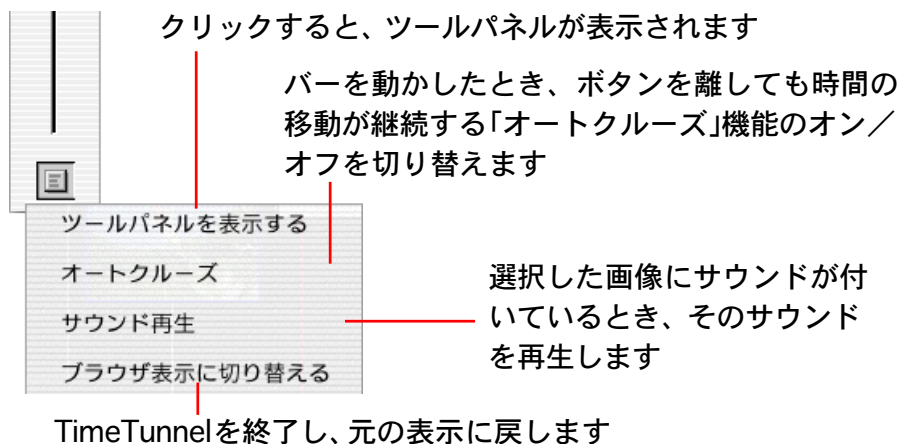 クリックすると、ツールパネルが表示されます
バーを動かしたとき、ボタンを離しても時間の
移動が継続する「オートクルーズ」機能のオン／
オフを切り替えます
ツールパネルを表示する
オートクルーズ
サウンド再生
ブラウザ表示に切り替える
選択した画像にサウンドが付
いているとき、そのサウンド
を再生します
TimeTunnelを終了し、元の表示に戻します